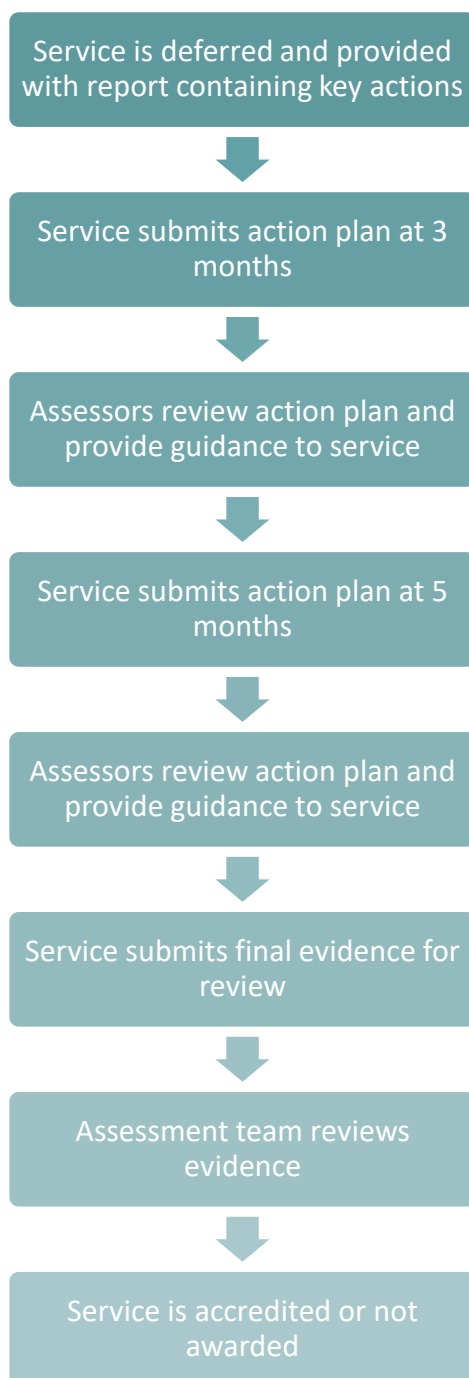 Service is deferred and provided
with report containing key actions
Service submits action plan at 3
months
Assessors review action plan and
provide guidance to service
Service submits action plan at 5
months
Assessors review action plan and
provide guidance to service
Service submits final evidence for
review
Assessment team reviews
evidence
Service is accredited or not
awarded